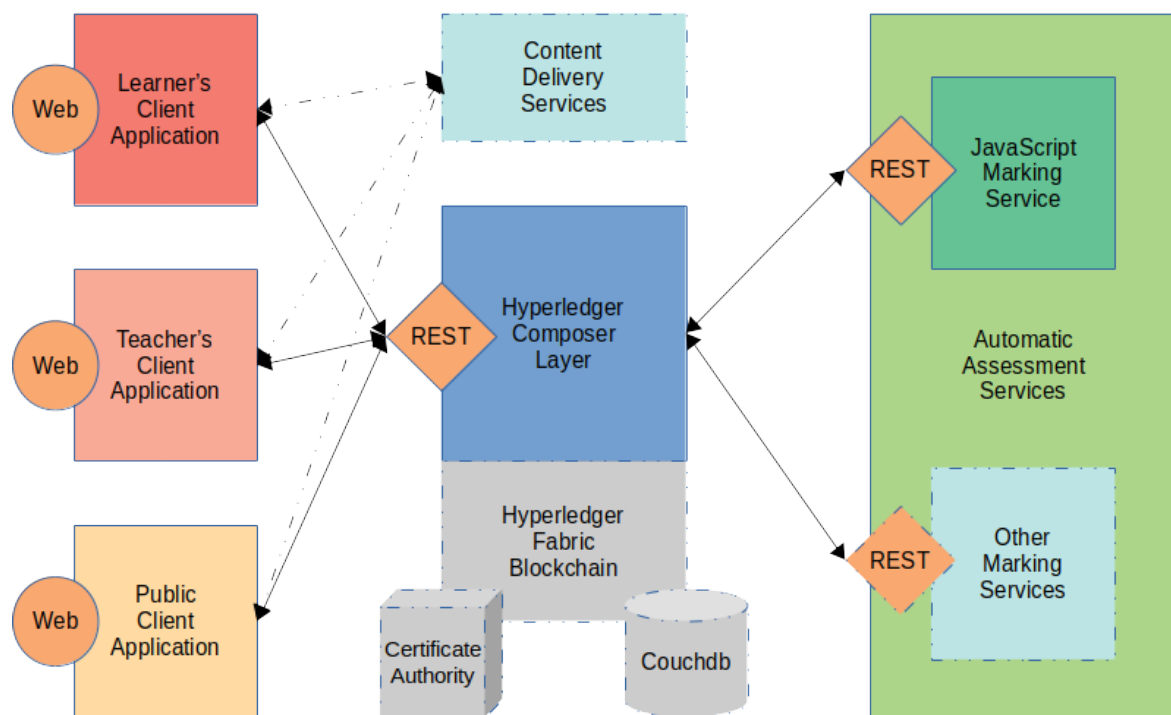 Web
Learner's
Client
Application
Content
Delivery
Services
REST
JavaScript
Marking
Service
Web
Teacher's
Client
Application
REST
Hyperledger
Composer
Layer
Automatic
Assessment
Services
Web
Public
Client
Application
Hyperledger
Fabric
Blockchain
Certificate
Authority
Couchdb
REST
Other
Marking
Services